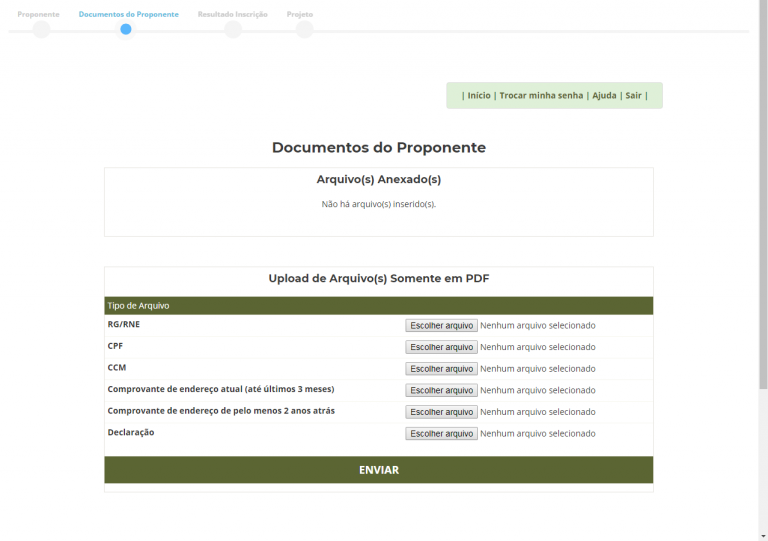 Proponente Documentos do Proponente Resultado Inscrição Projeto
| Início | Trocar minha senha | Ajuda | Sair |
Documentos do Proponente
Arquivo(s) Anexado(s)
Não há arquivo(s) inserido(s).
Upload de Arquivo(s) Somente em PDF
Tipo de Arquivo
RG/RNE Escolher arquivo Nenhum arquivo selecionado
CPF Escolher arquivo Nenhum arquivo selecionado
CCM Escolher arquivo Nenhum arquivo selecionado
Comprovante de endereço atual (até últimos 3 meses) Escolher arquivo Nenhum arquivo selecionado
Comprovante de endereço de pelo menos 2 anos atrás Escolher arquivo Nenhum arquivo selecionado
Declaração Escolher arquivo Nenhum arquivo selecionado
ENVIAR